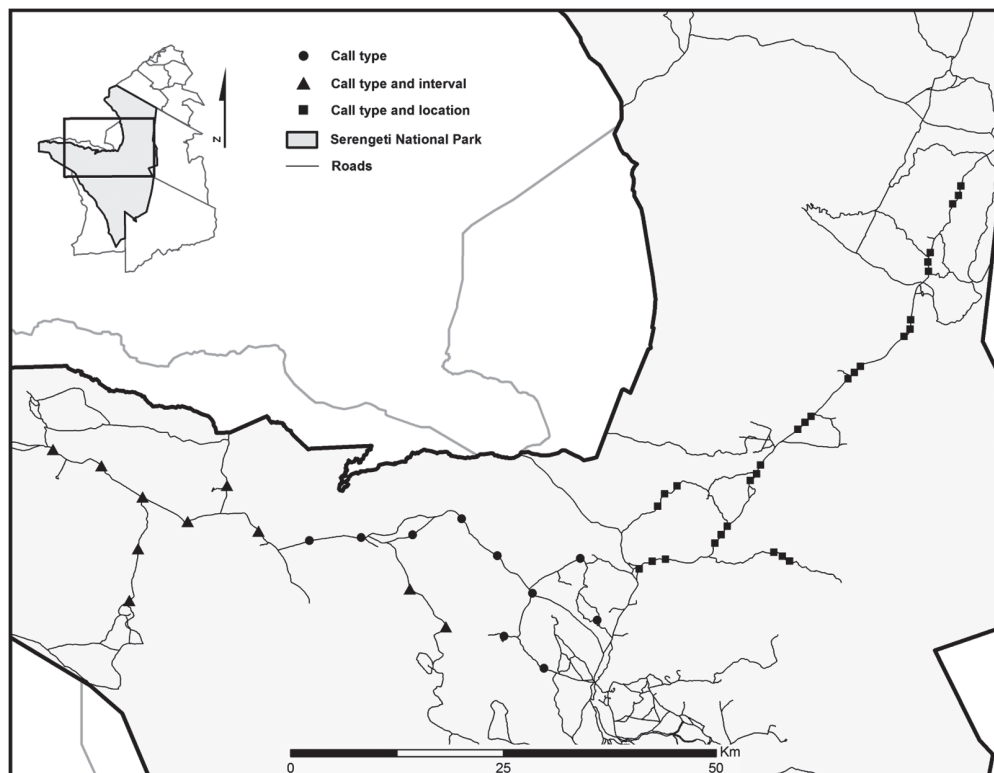 Call type
Call type and interval
Call type and location
Serengeti National Park
Roads
N
Km
0 25 50